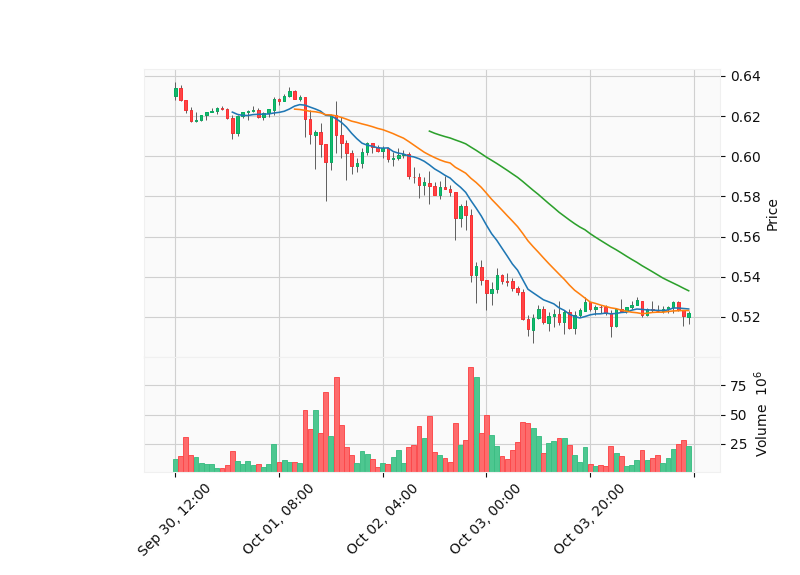 0.64
0.62
0.60
0.58
0.56
0.54
0.52
Price
75
50
25
Volume 10^6
Sep 30, 12:00
Oct 01, 08:00
Oct 02, 04:00
Oct 03, 00:00
Oct 03, 20:00